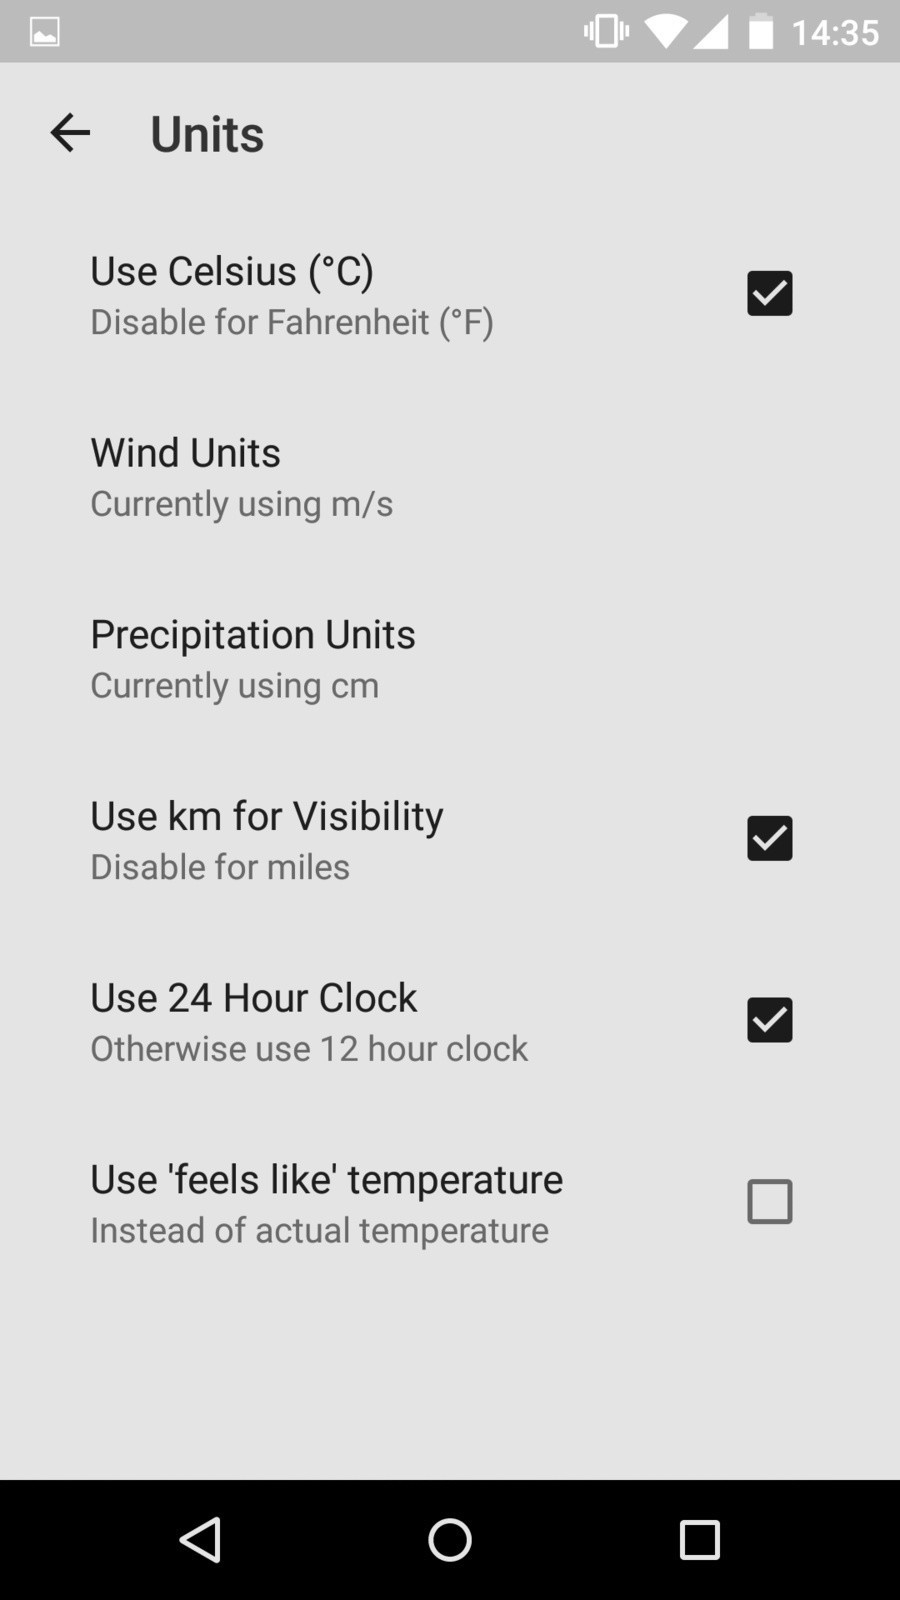 14:35
Units
Use Celsius (°C)
Disable for Fahrenheit (°F)
Wind Units
Currently using m/s
Precipitation Units
Currently using cm
Use km for Visibility
Disable for miles
Use 24 Hour Clock
Otherwise use 12 hour clock
Use 'feels like' temperature
Instead of actual temperature